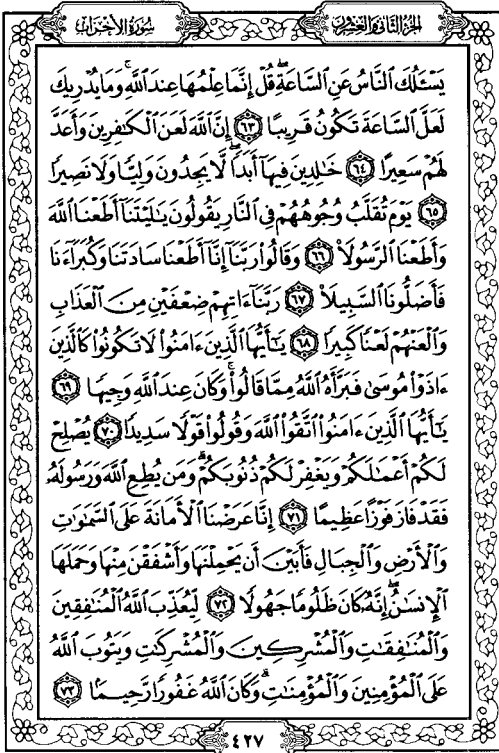 الجزء الثاني والعشرون
سورة الأحزاب
يَسْـَٔلُكَ ٱلنَّاسُ عَنِ ٱلسَّاعَةِۖ قُلْ إِنَّمَا عِلْمُهَا عِندَ ٱللَّهِۚ وَمَا يُدْرِيكَ
لَعَلَّ ٱلسَّاعَةَ تَكُونُ قَرِيبًا ٦٣ إِنَّ ٱللَّهَ لَعَنَ ٱلْكَٰفِرِينَ وَأَعَدَّ
لَهُمْ سَعِيرًا ٦٤ خَٰلِدِينَ فِيهَآ أَبَدًاۖ لَّا يَجِدُونَ وَلِيًّا وَلَا نَصِيرًا
٦٥ يَوْمَ تُقَلَّبُ وُجُوهُهُمْ فِى ٱلنَّارِ يَقُولُونَ يَٰلَيْتَنَآ أَطَعْنَا ٱللَّهَ
وَأَطَعْنَا ٱلرَّسُولَا۠ ٦٦ وَقَالُوا۟ رَبَّنَآ إِنَّآ أَطَعْنَا سَادَتَنَا وَكُبَرَآءَنَا
فَأَضَلُّونَا ٱلسَّبِيلَا۠ ٦٧ رَبَّنَآ ءَاتِهِمْ ضِعْفَيْنِ مِنَ ٱلْعَذَابِ
وَٱلْعَنْهُمْ لَعْنًا كَبِيرًا ٦٨ يَٰٓأَيُّهَا ٱلَّذِينَ ءَامَنُوا۟ لَا تَكُونُوا۟ كَٱلَّذِينَ
ءَاذَوْا۟ مُوسَىٰ فَبَرَّأَهُ ٱللَّهُ مِمَّا قَالُوا۟ۚ وَكَانَ عِندَ ٱللَّهِ وَجِيهًا ٦٩
يَٰٓأَيُّهَا ٱلَّذِينَ ءَامَنُوا۟ ٱتَّقُوا۟ ٱللَّهَ وَقُولُوا۟ قَوْلًا سَدِيدًا ٧٠ يُصْلِحْ
لَكُمْ أَعْمَٰلَكُمْ وَيَغْفِرْ لَكُمْ ذُنُوبَكُمْۗ وَمَن يُطِعِ ٱللَّهَ وَرَسُولَهُۥ
فَقَدْ فَازَ فَوْزًا عَظِيمًا ٧١ إِنَّا عَرَضْنَا ٱلْأَمَانَةَ عَلَى ٱلسَّمَٰوَٰتِ
وَٱلْأَرْضِ وَٱلْجِبَالِ فَأَبَيْنَ أَن يَحْمِلْنَهَا وَأَشْفَقْنَ مِنْهَا وَحَمَلَهَا
ٱلْإِنسَٰنُۖ إِنَّهُۥ كَانَ ظَلُومًا جَهُولًا ٧٢ لِّيُعَذِّبَ ٱللَّهُ ٱلْمُنَٰفِقِينَ
وَٱلْمُنَٰفِقَٰتِ وَٱلْمُشْرِكِينَ وَٱلْمُشْرِكَٰتِ وَيَتُوبَ ٱللَّهُ
عَلَى ٱلْمُؤْمِنِينَ وَٱلْمُؤْمِنَٰتِۗ وَكَانَ ٱللَّهُ غَفُورًا رَّحِيمًۢا ٧٣
٤٢٧